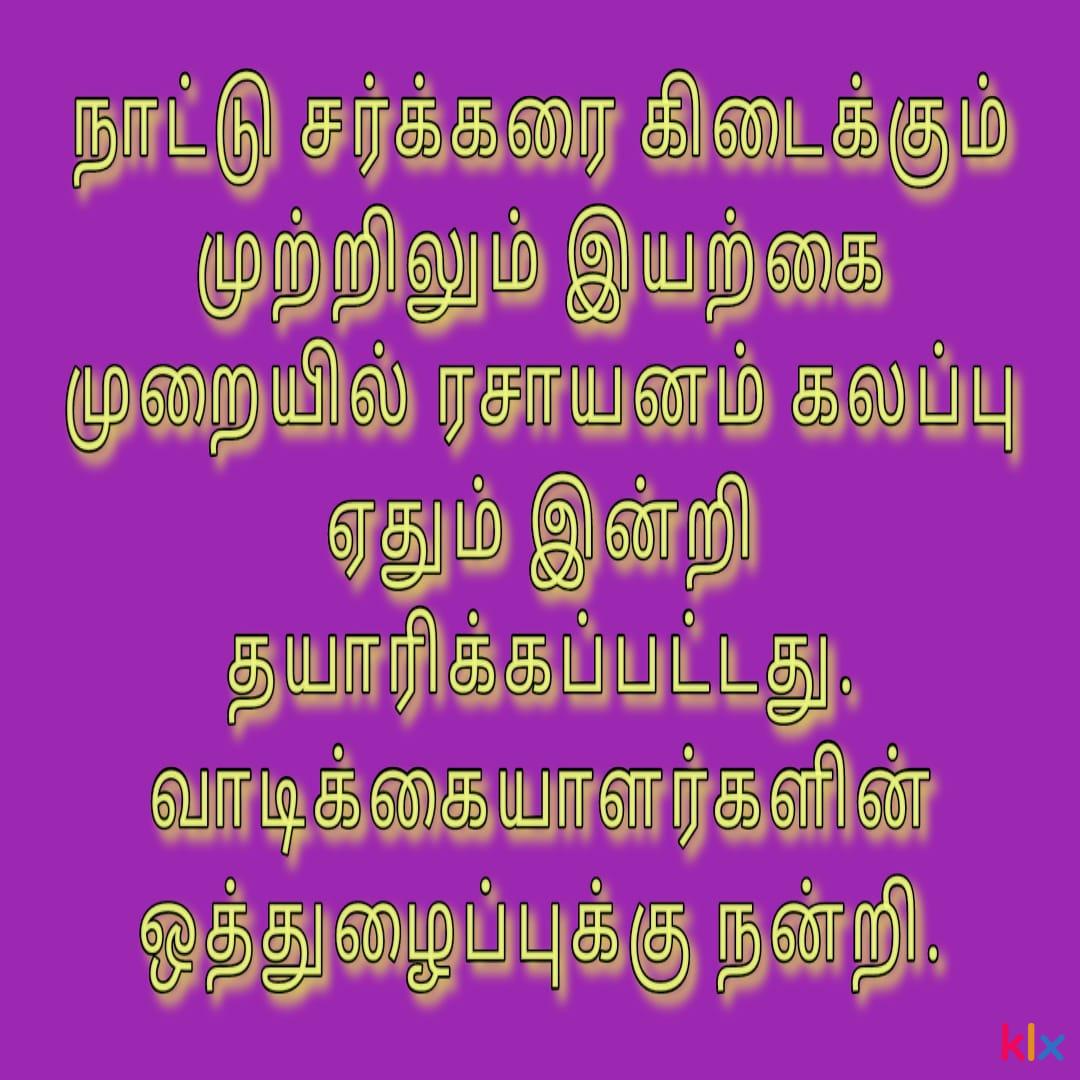 நாட்டு சர்க்கரை கிடைக்கும்
முற்றிலும் இயற்கை
முறையில் ரசாயனம் கலப்பு
ஏதும் இன்றி
தயாரிக்கப்பட்டது.
வாடிக்கையாளர்களின்
ஒத்துழைப்புக்கு நன்றி.
klx